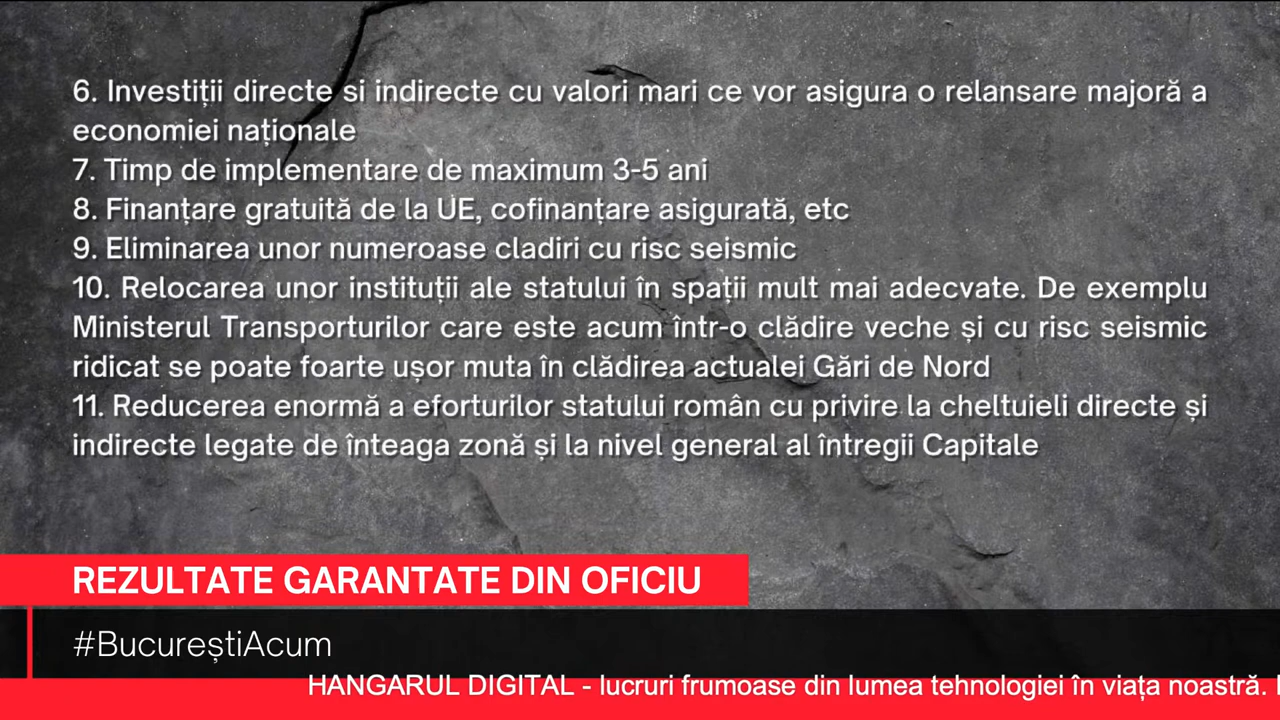 6. Investiții directe si indirecte cu valori mari ce vor asigura o relansare majoră a
economiei naționale
7. Timp de implementare de maximum 3-5 ani
8. Finanțare gratuită de la UE, cofinanțare asigurată, etc
9. Eliminarea unor numeroase cladiri cu risc seismic
10. Relocarea unor instituții ale statului în spații mult mai adecvate. De exemplu
Ministerul Transporturilor care este acum într-o clădire veche și cu risc seismic
ridicat se poate foarte ușor muta în clădirea actualei Gări de Nord
11. Reducerea enormă a eforturilor statului român cu privire la cheltuieli directe și
indirecte legate de înteaga zonă și la nivel general al întregii Capitale
REZULTATE GARANTATE DIN OFICIU
#BucureștiAcum
HANGARUL DIGITAL - lucruri frumoase din lumea tehnologiei în viața noastră.